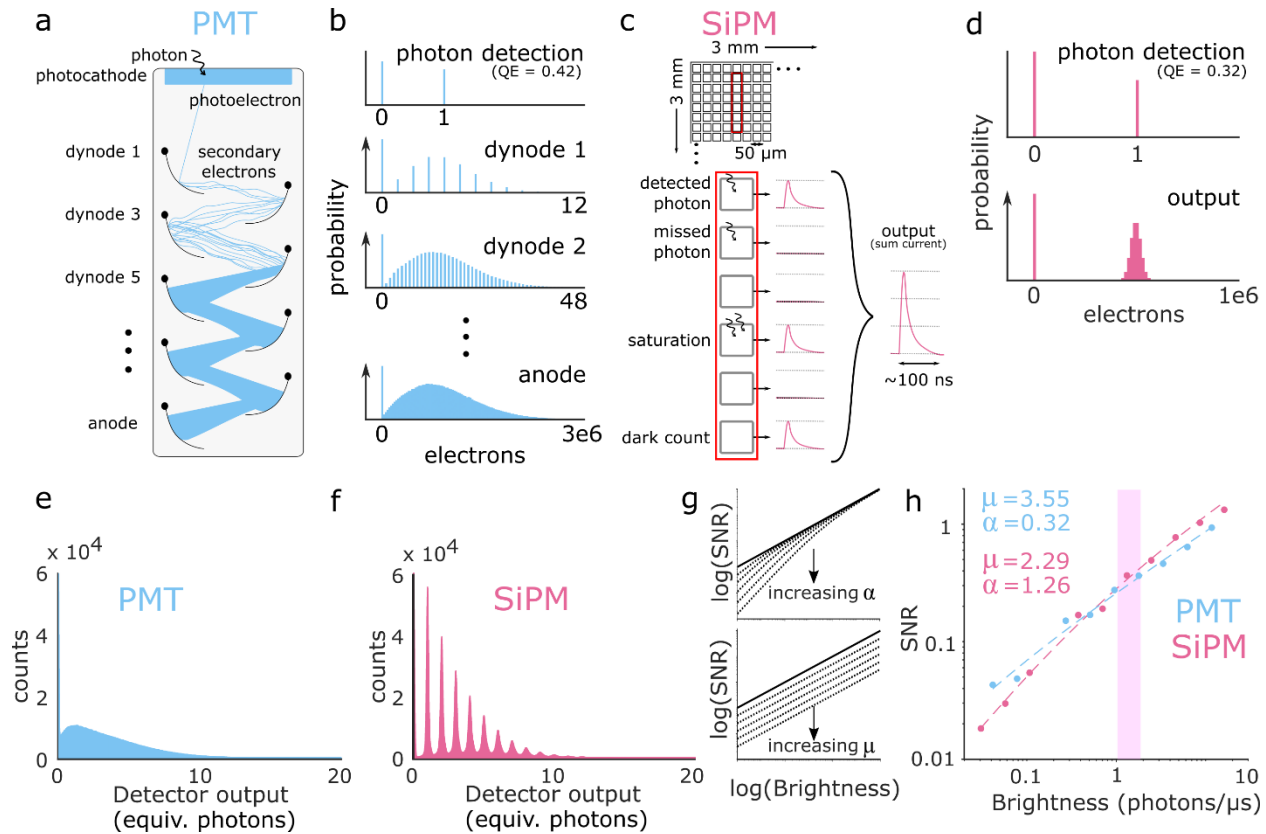 a
PMT
photon
photocathode
photoelectron
dynode 1
secondary
electrons
dynode 3
dynode 5
anode
b
photon detection
(QE = 0.42)
0 1
dynode 1
0 12
dynode 2
0 48
anode
0 3e6
probability
electrons
c
SiPM
3 mm
3 mm
50 µm
detected
photon
missed
photon
saturation
dark count
output
(sum current)
~100 ns
d
photon detection
(QE = 0.32)
0 1
output
0 1e6
probability
electrons
e
x 10⁴
6
4
2
0
counts
PMT
0 10 20
Detector output
(equiv. photons)
f
x 10⁴
6
4
2
0
counts
SiPM
0 10 20
Detector output
(equiv. photons)
g
log(SNR)
increasing α
log(SNR)
increasing µ
log(Brightness)
h
µ=3.55
α=0.32
µ=2.29
α=1.26
PMT
SiPM
SNR
1
0.1
0.01
0.1 1 10
Brightness (photons/µs)